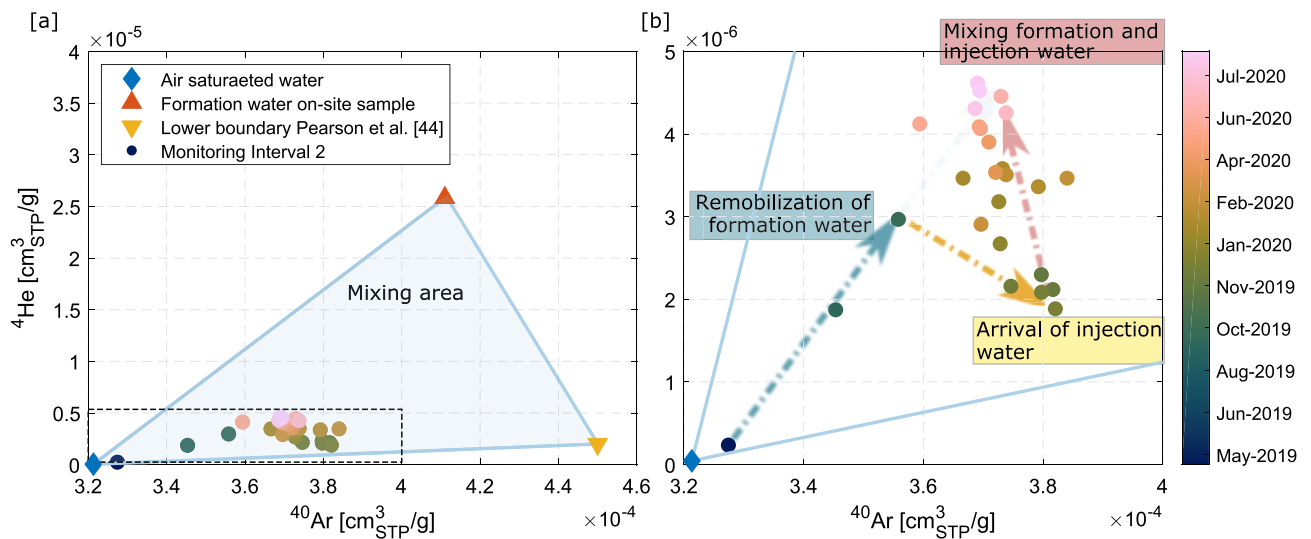 [a]
×10⁻⁵
4
3.5
3
2.5
2
1.5
1
0.5
0
⁴He [cm³STP/g]
Air saturaeted water
Formation water on-site sample
Lower boundary Pearson et al. [44]
Monitoring Interval 2
Mixing area
3.2
3.4
3.6
3.8
4
4.2
4.4
4.6
⁴⁰Ar [cm³STP/g]
×10⁻⁴
[b]
×10⁻⁶
5
4
3
2
1
0
Mixing formation and
injection water
Remobilization of
formation water
Arrival of injection
water
3.2
3.4
3.6
3.8
4
⁴⁰Ar [cm³STP/g]
×10⁻⁴
Jul-2020
Jun-2020
Apr-2020
Feb-2020
Jan-2020
Nov-2019
Oct-2019
Aug-2019
Jun-2019
May-2019